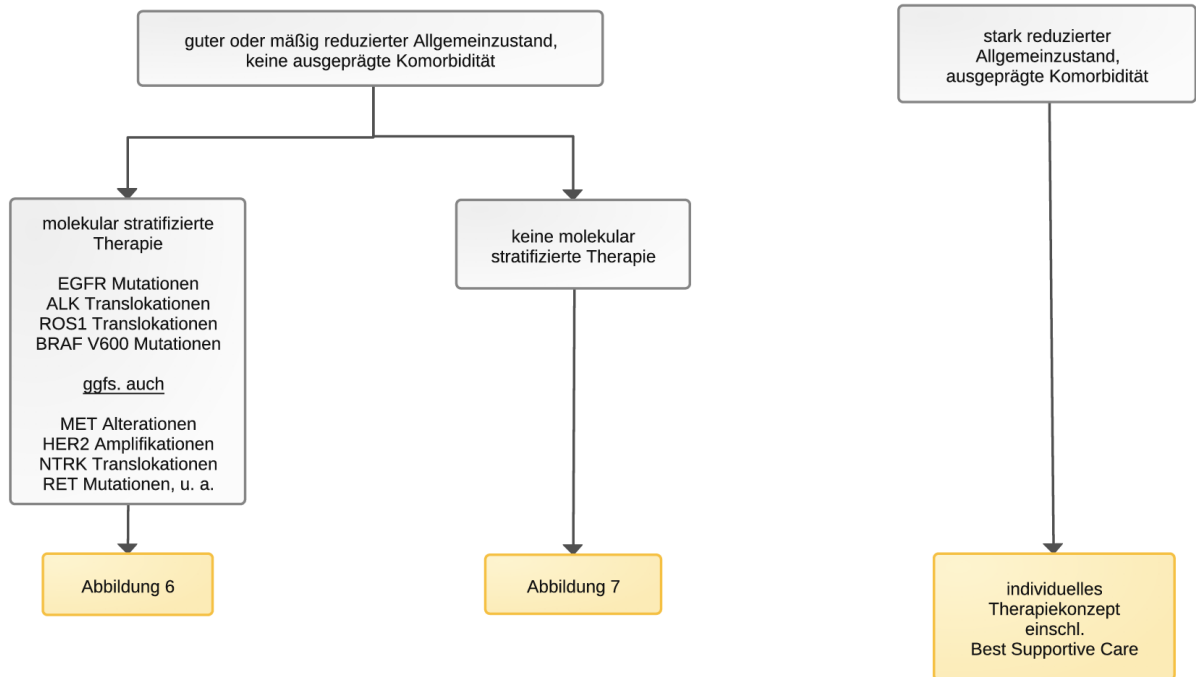 guter oder mäßig reduzierter Allgemeinzustand,
keine ausgeprägte Komorbidität
stark reduzierter
Allgemeinzustand,
ausgeprägte Komorbidität
molekular stratifizierte
Therapie
EGFR Mutationen
ALK Translokationen
ROS1 Translokationen
BRAF V600 Mutationen
ggfs. auch
MET Alterationen
HER2 Amplifikationen
NTRK Translokationen
RET Mutationen, u. a.
keine molekular
stratifizierte Therapie
Abbildung 6
Abbildung 7
individuelles
Therapiekonzept
einschl.
Best Supportive Care